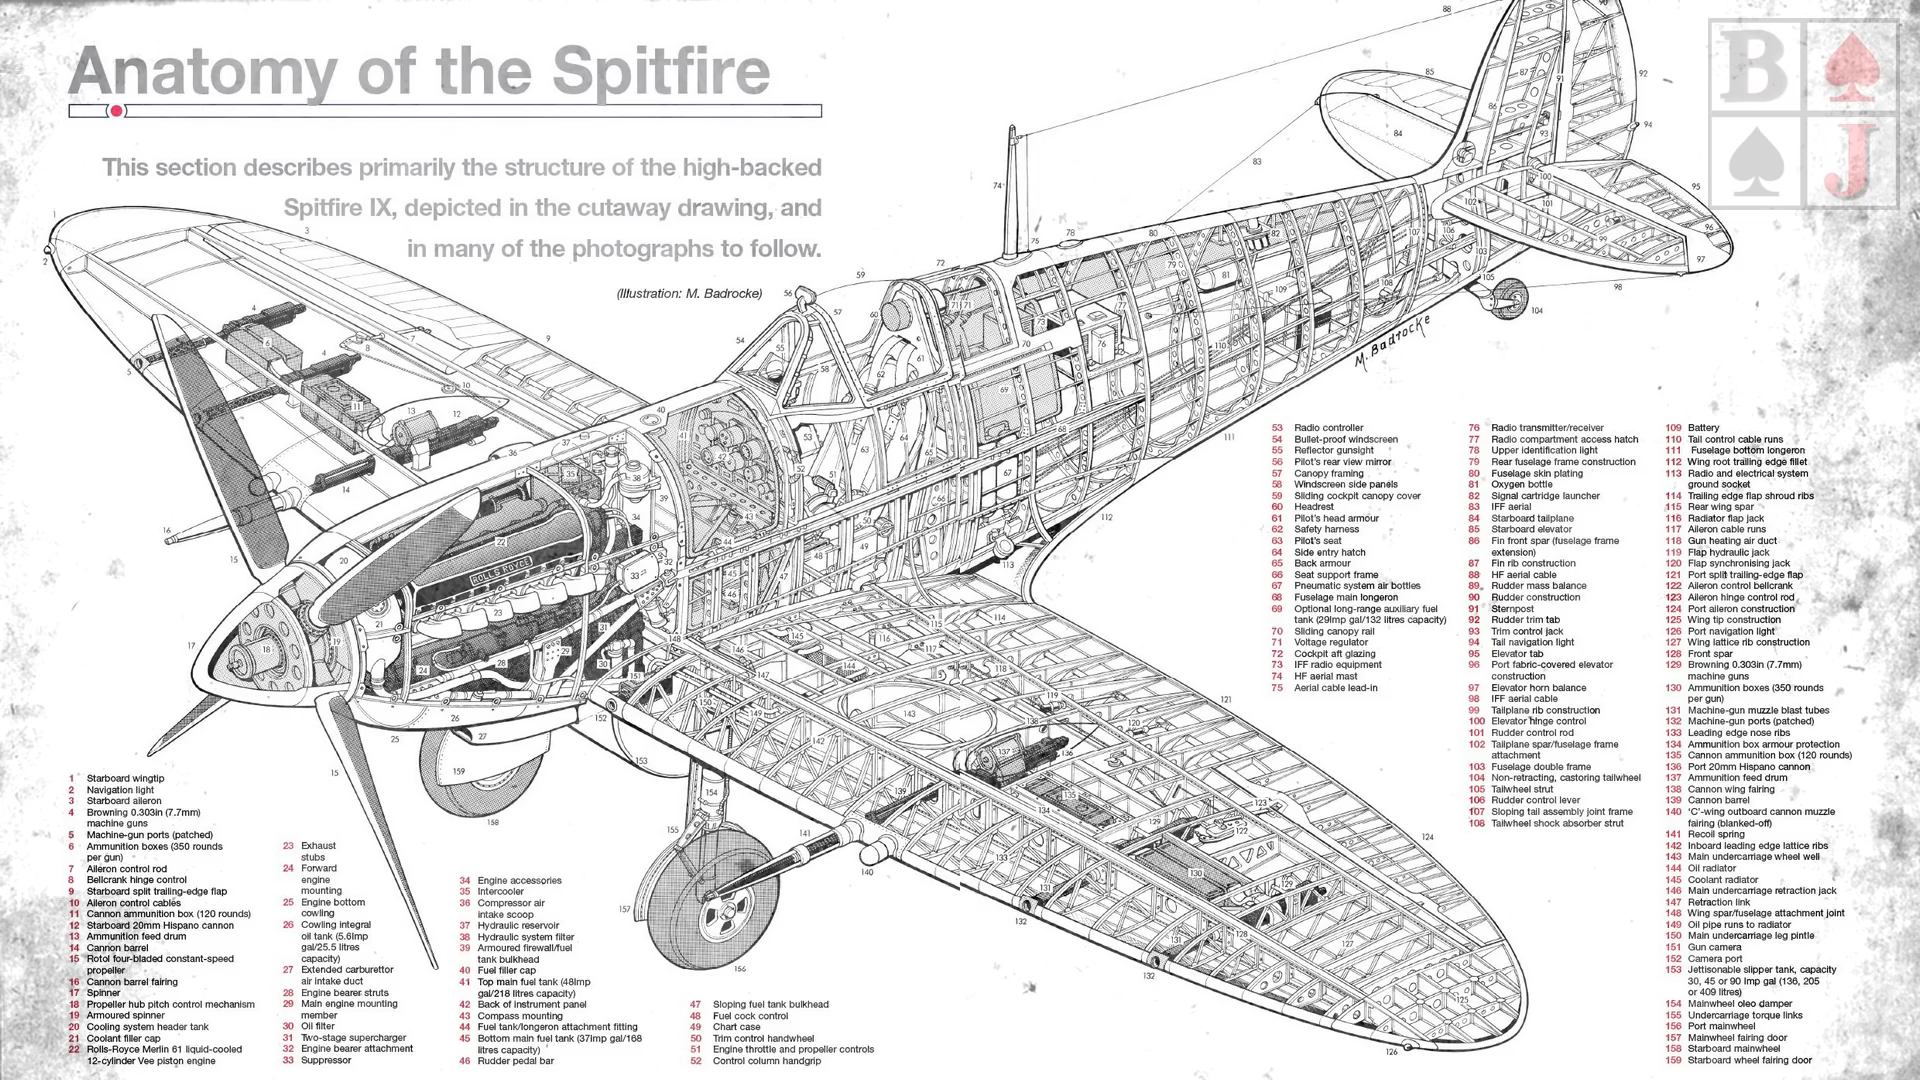 Anatomy of the Spitfire
This section describes primarily the structure of the high-backed
Spitfire IX, depicted in the cutaway drawing, and
in many of the photographs to follow.
(Illustration: M. Badrocke)
B
J
M. Badrocke
ROLLS ROYCE
1 Starboard wingtip
2 Navigation light
3 Starboard aileron
4 Browning 0.303in (7.7mm)
machine guns
5 Machine-gun ports (patched)
6 Ammunition boxes (350 rounds
per gun)
7 Aileron control rod
8 Bellcrank hinge control
9 Starboard split trailing-edge flap
10 Aileron control cables
11 Cannon ammunition box (120 rounds)
12 Starboard 20mm Hispano cannon
13 Ammunition feed drum
14 Cannon barrel
15 Rotol four-bladed constant-speed
propeller
16 Cannon barrel fairing
17 Spinner
18 Propeller hub pitch control mechanism
19 Armoured spinner
20 Cooling system header tank
21 Coolant filler cap
22 Rolls-Royce Merlin 61 liquid-cooled
12-cylinder Vee piston engine
23 Exhaust
stubs
24 Forward
engine
mounting
25 Engine bottom
cowling
26 Cowling integral
oil tank (5.6Imp
gal/25.5 litres
capacity)
27 Extended carburettor
air intake duct
28 Engine bearer struts
29 Main engine mounting
member
30 Oil filter
31 Two-stage supercharger
32 Engine bearer attachment
33 Suppressor
34 Engine accessories
35 Intercooler
36 Compressor air
intake scoop
37 Hydraulic reservoir
38 Hydraulic system filter
39 Armoured firewall/fuel
tank bulkhead
40 Fuel filler cap
41 Top main fuel tank (48Imp
gal/218 litres capacity)
42 Back of instrument panel
43 Compass mounting
44 Fuel tank/longeron attachment fitting
45 Bottom main fuel tank (37Imp gal/168
litres capacity)
46 Rudder pedal bar
47 Sloping fuel tank bulkhead
48 Fuel cock control
49 Chart case
50 Trim control handwheel
51 Engine throttle and propeller controls
52 Control column handgrip
53 Radio controller
54 Bullet-proof windscreen
55 Reflector gunsight
56 Pilot's rear view mirror
57 Canopy framing
58 Windscreen side panels
59 Sliding cockpit canopy cover
60 Headrest
61 Pilot's head armour
62 Safety harness
63 Pilot's seat
64 Side entry hatch
65 Back armour
66 Seat support frame
67 Pneumatic system air bottles
68 Fuselage main longeron
69 Optional long-range auxiliary fuel
tank (29Imp gal/132 litres capacity)
70 Sliding canopy rail
71 Voltage regulator
72 Cockpit aft glazing
73 IFF radio equipment
74 HF aerial mast
75 Aerial cable lead-in
76 Radio transmitter/receiver
77 Radio compartment access hatch
78 Upper identification light
79 Rear fuselage frame construction
80 Fuselage skin plating
81 Oxygen bottle
82 Signal cartridge launcher
83 IFF aerial
84 Starboard tailplane
85 Starboard elevator
86 Fin front spar (fuselage frame
extension)
87 Fin rib construction
88 HF aerial cable
89 Rudder mass balance
90 Rudder construction
91 Sternpost
92 Rudder trim tab
93 Trim control jack
94 Tail navigation light
95 Elevator tab
96 Port fabric-covered elevator
construction
97 Elevator horn balance
98 IFF aerial cable
99 Tailplane rib construction
100 Elevator hinge control
101 Rudder control rod
102 Tailplane spar/fuselage frame
attachment
103 Fuselage double frame
104 Non-retracting, castoring tailwheel
105 Tailwheel strut
106 Rudder control lever
107 Sloping tail assembly joint frame
108 Tailwheel shock absorber strut
109 Battery
110 Tail control cable runs
111 Fuselage bottom longeron
112 Wing root trailing edge fillet
113 Radio and electrical system
ground socket
114 Trailing edge flap shroud ribs
115 Rear wing spar
116 Radiator flap jack
117 Aileron cable runs
118 Gun heating air duct
119 Flap hydraulic jack
120 Flap synchronising jack
121 Port split trailing-edge flap
122 Aileron control bellcrank
123 Aileron hinge control rod
124 Port aileron construction
125 Wing tip construction
126 Port navigation light
127 Wing lattice rib construction
128 Front spar
129 Browning 0.303in (7.7mm)
machine guns
130 Ammunition boxes (350 rounds
per gun)
131 Machine-gun muzzle blast tubes
132 Machine-gun ports (patched)
133 Leading edge nose ribs
134 Ammunition box armour protection
135 Cannon ammunition box (120 rounds)
136 Port 20mm Hispano cannon
137 Ammunition feed drum
138 Cannon wing fairing
139 Cannon barrel
140 'C'-wing outboard cannon muzzle
fairing (blanked-off)
141 Recoil spring
142 Inboard leading edge lattice ribs
143 Main undercarriage wheel well
144 Oil radiator
145 Coolant radiator
146 Main undercarriage retraction jack
147 Retraction link
148 Wing spar/fuselage attachment joint
149 Oil pipe runs to radiator
150 Main undercarriage leg pintle
151 Gun camera
152 Camera port
153 Jettisonable slipper tank, capacity
30, 45 or 90 Imp gal (136, 205
or 409 litres)
154 Mainwheel oleo damper
155 Undercarriage torque links
156 Port mainwheel
157 Mainwheel fairing door
158 Starboard mainwheel
159 Starboard wheel fairing door